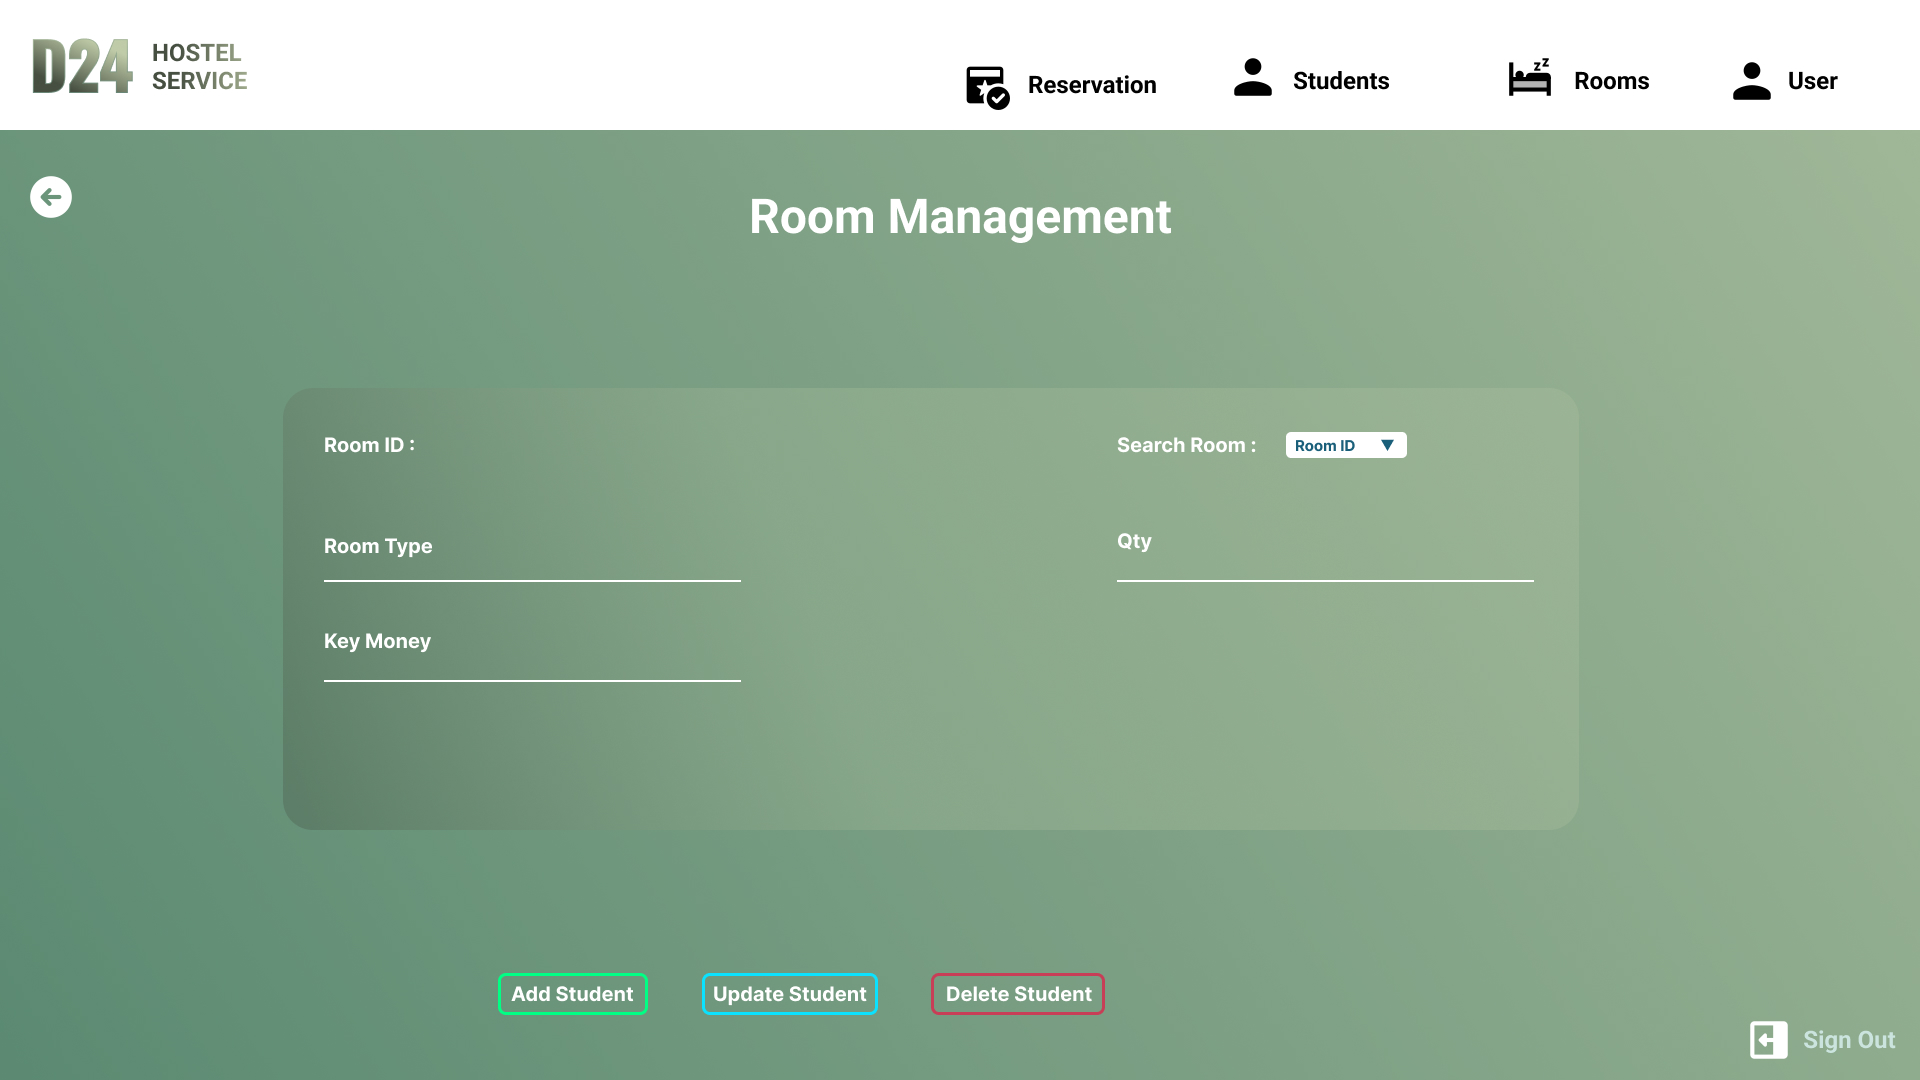 D24
HOSTEL
SERVICE
Reservation
Students
zz
Rooms
User
Room Management
Room ID :
Search Room :
Room ID
Room Type
Qty
Key Money
Add Student
Update Student
Delete Student
Sign Out